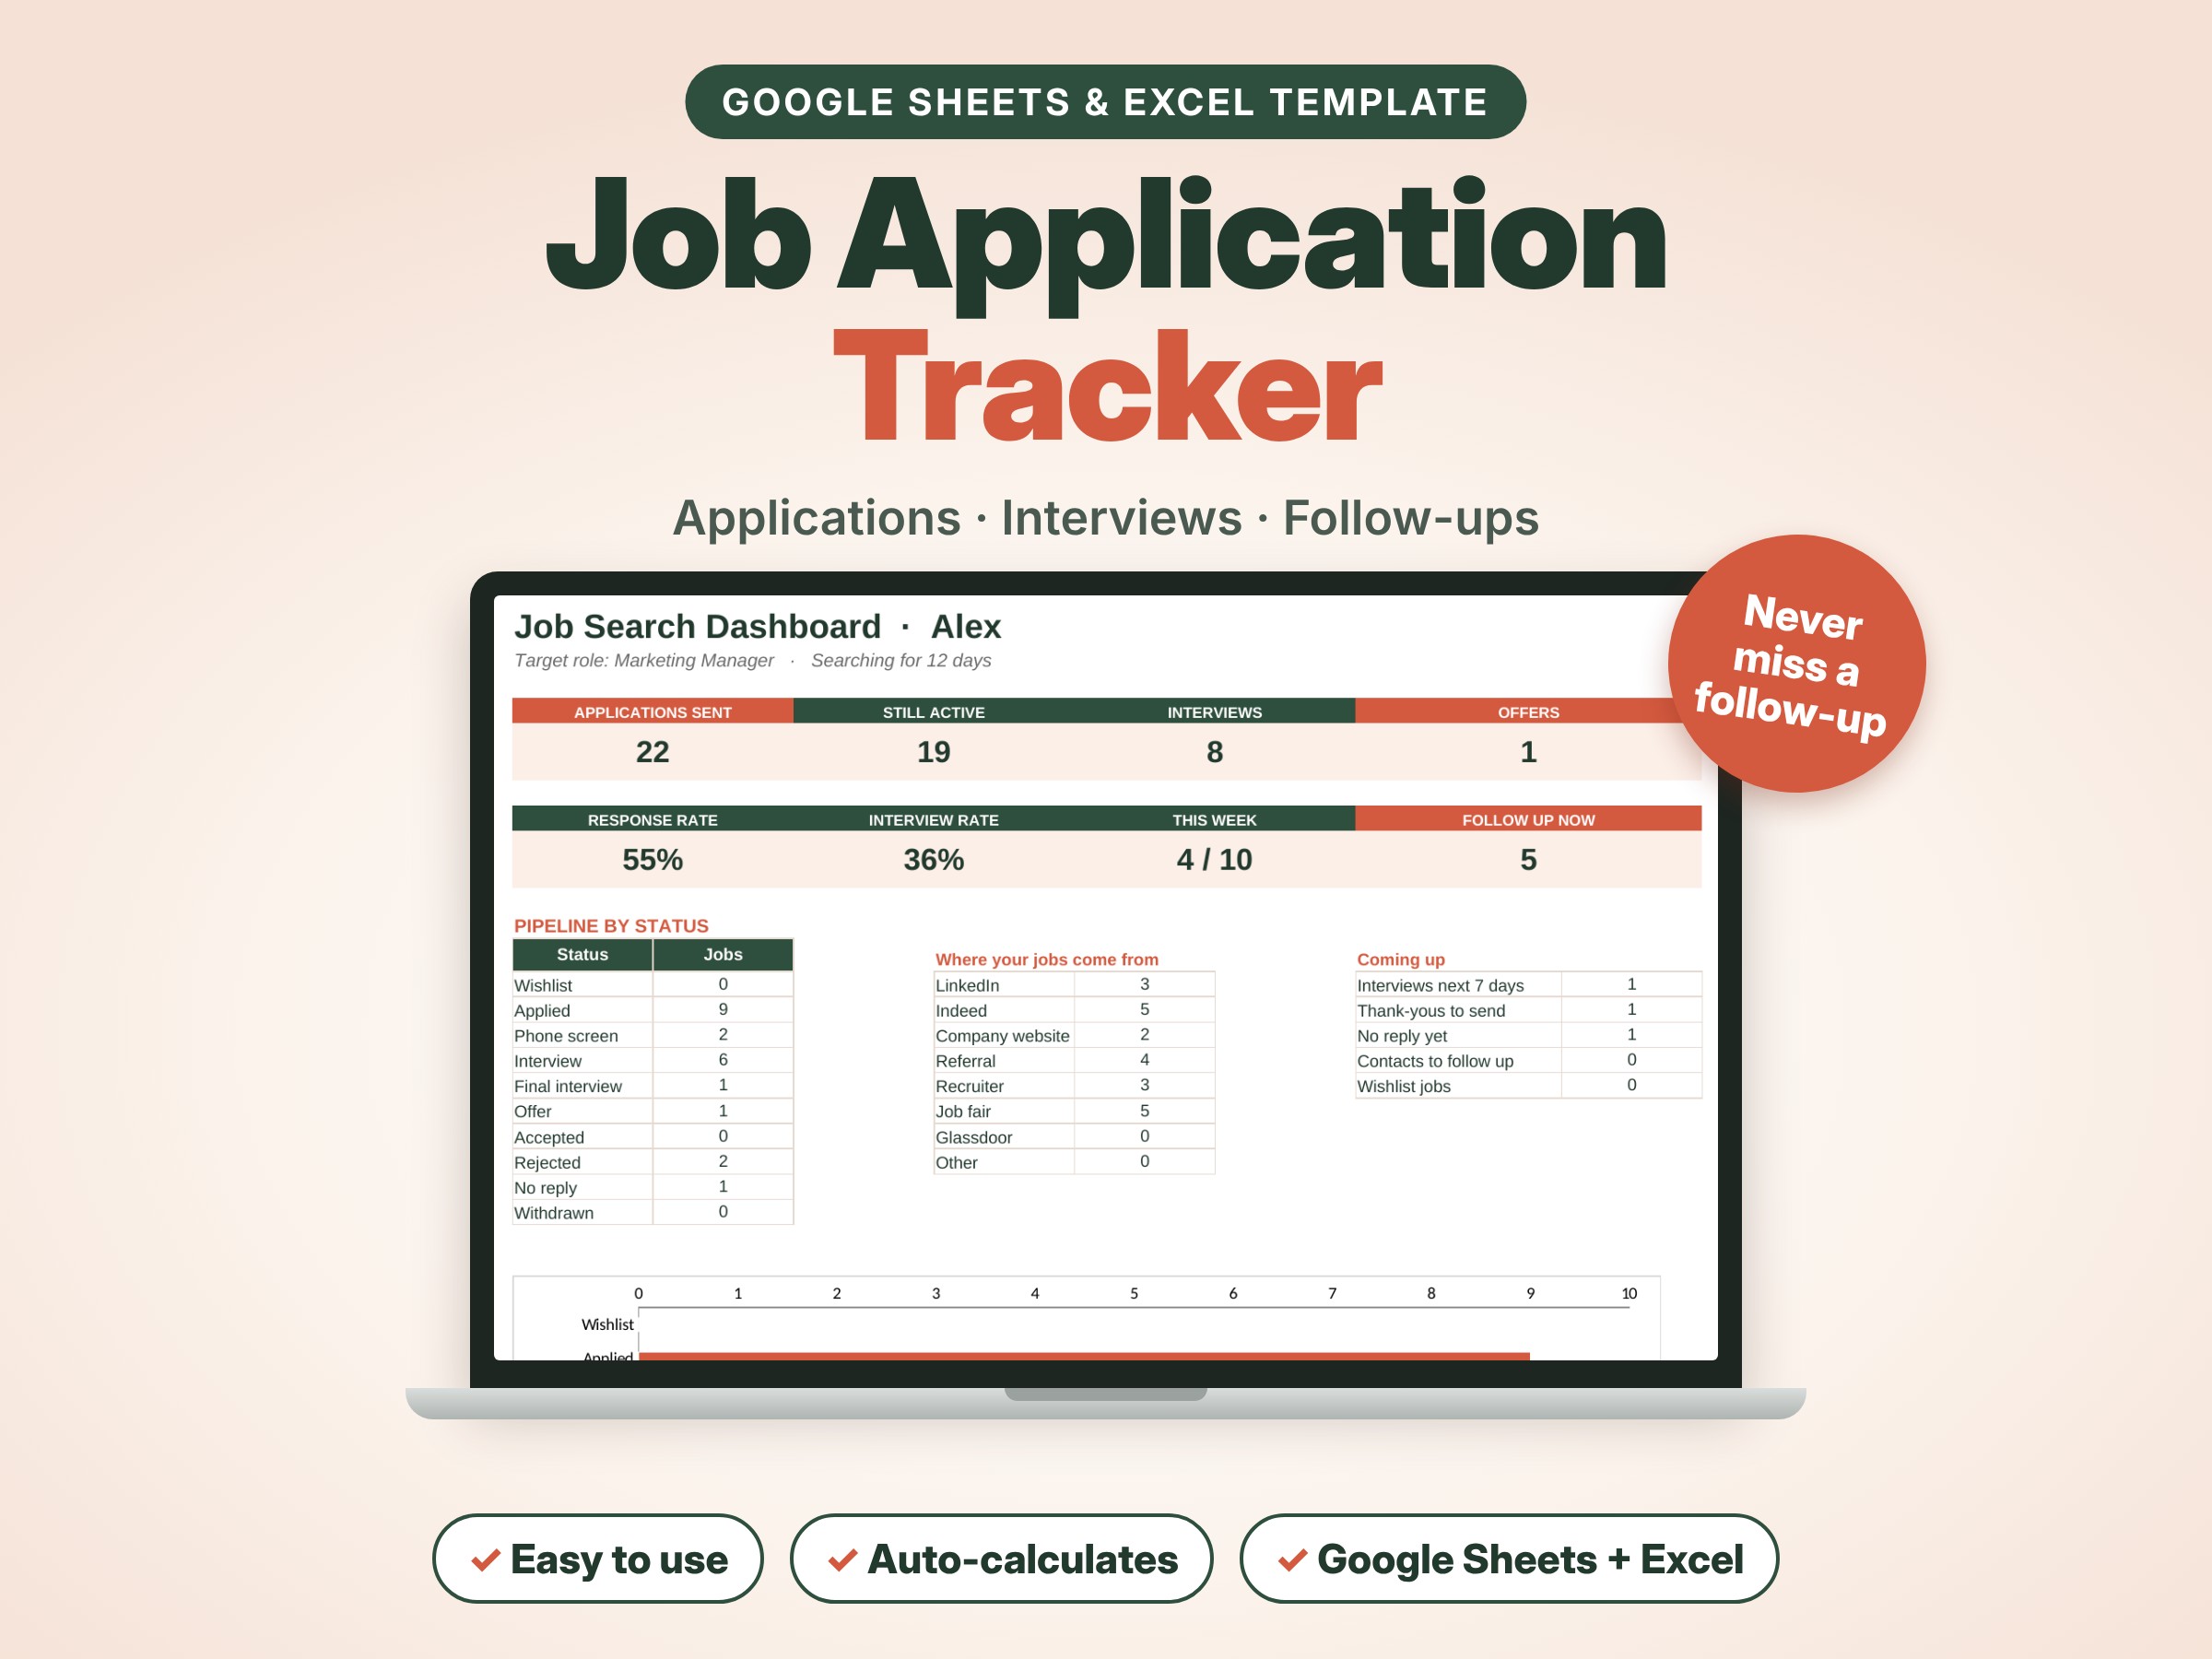 GOOGLE SHEETS & EXCEL TEMPLATE
Job Application
Tracker
Applications · Interviews · Follow-ups
Never
miss a
follow-up
Job Search Dashboard · Alex
Target role: Marketing Manager · Searching for 12 days
APPLICATIONS SENT STILL ACTIVE INTERVIEWS OFFERS
22 19 8 1
RESPONSE RATE INTERVIEW RATE THIS WEEK FOLLOW UP NOW
55% 36% 4 / 10 5
PIPELINE BY STATUS
Status Jobs
Wishlist 0
Applied 9
Phone screen 2
Interview 6
Final interview 1
Offer 1
Accepted 0
Rejected 2
No reply 1
Withdrawn 0
Where your jobs come from
LinkedIn 3
Indeed 5
Company website 2
Referral 4
Recruiter 3
Job fair 5
Glassdoor 0
Other 0
Coming up
Interviews next 7 days 1
Thank-yous to send 1
No reply yet 1
Contacts to follow up 0
Wishlist jobs 0
0 1 2 3 4 5 6 7 8 9 10
Wishlist
Applied
Easy to use
Auto-calculates
Google Sheets + Excel